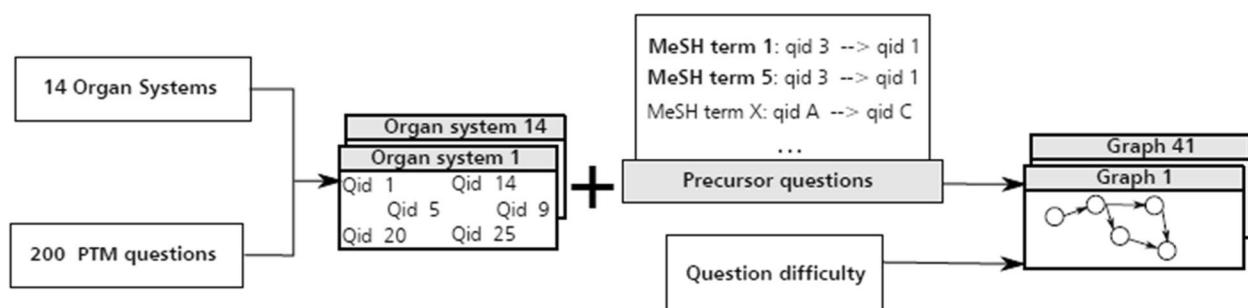 14 Organ Systems
200 PTM questions
Organ system 14
Organ system 1
Qid 1 Qid 14
Qid 5 Qid 9
Qid 20 Qid 25
+
MeSH term 1: qid 3 --> qid 1
MeSH term 5: qid 3 --> qid 1
MeSH term X: qid A --> qid C
...
Precursor questions
Question difficulty
Graph 41
Graph 1